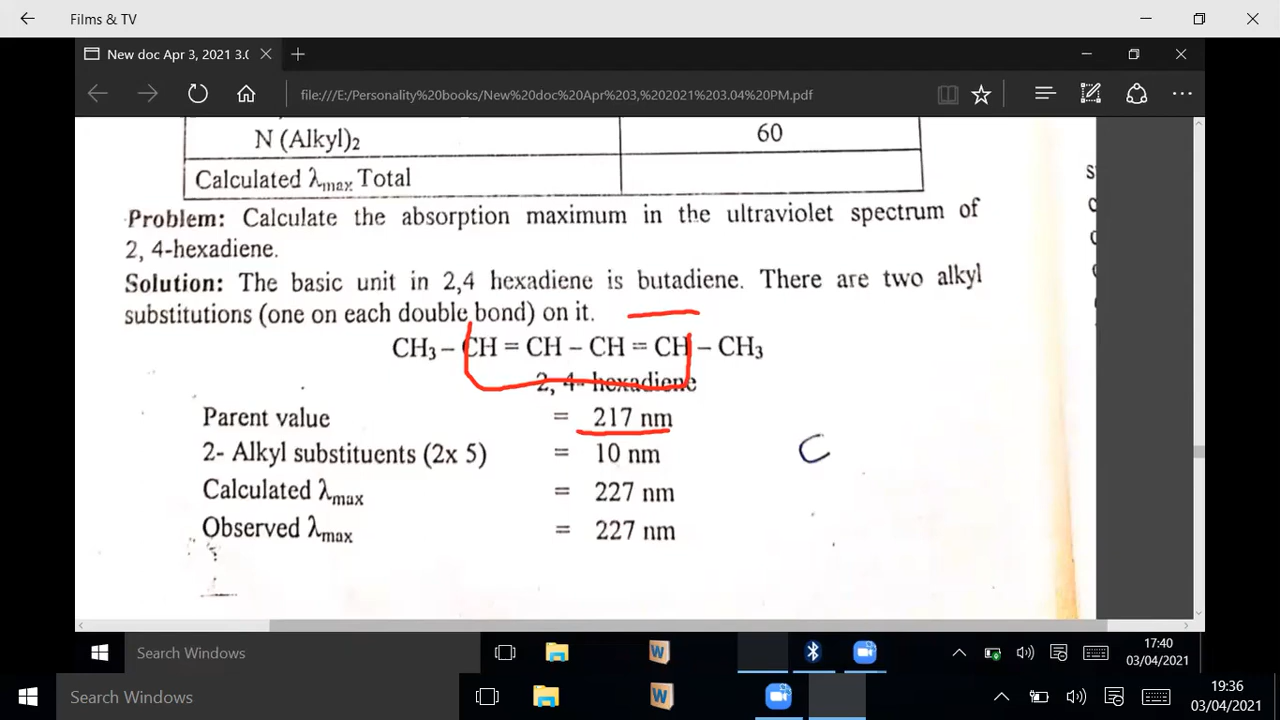 Films & TV
New doc Apr 3, 2021 3.0
file:///E:/Personality%20books/New%20doc%20Apr%203,%202021%203.04%20PM.pdf
N (Alkyl)2 60
Calculated λmax Total
Problem: Calculate the absorption maximum in the ultraviolet spectrum of
2, 4-hexadiene.
Solution: The basic unit in 2,4 hexadiene is butadiene. There are two alkyl
substitutions (one on each double bond) on it.
CH3 – CH = CH – CH = CH – CH3
2, 4- hexadiene
Parent value = 217 nm
2- Alkyl substituents (2x 5) = 10 nm
C
Calculated λmax = 227 nm
Observed λmax = 227 nm
Search Windows
17:40
03/04/2021
Search Windows
19:36
03/04/2021